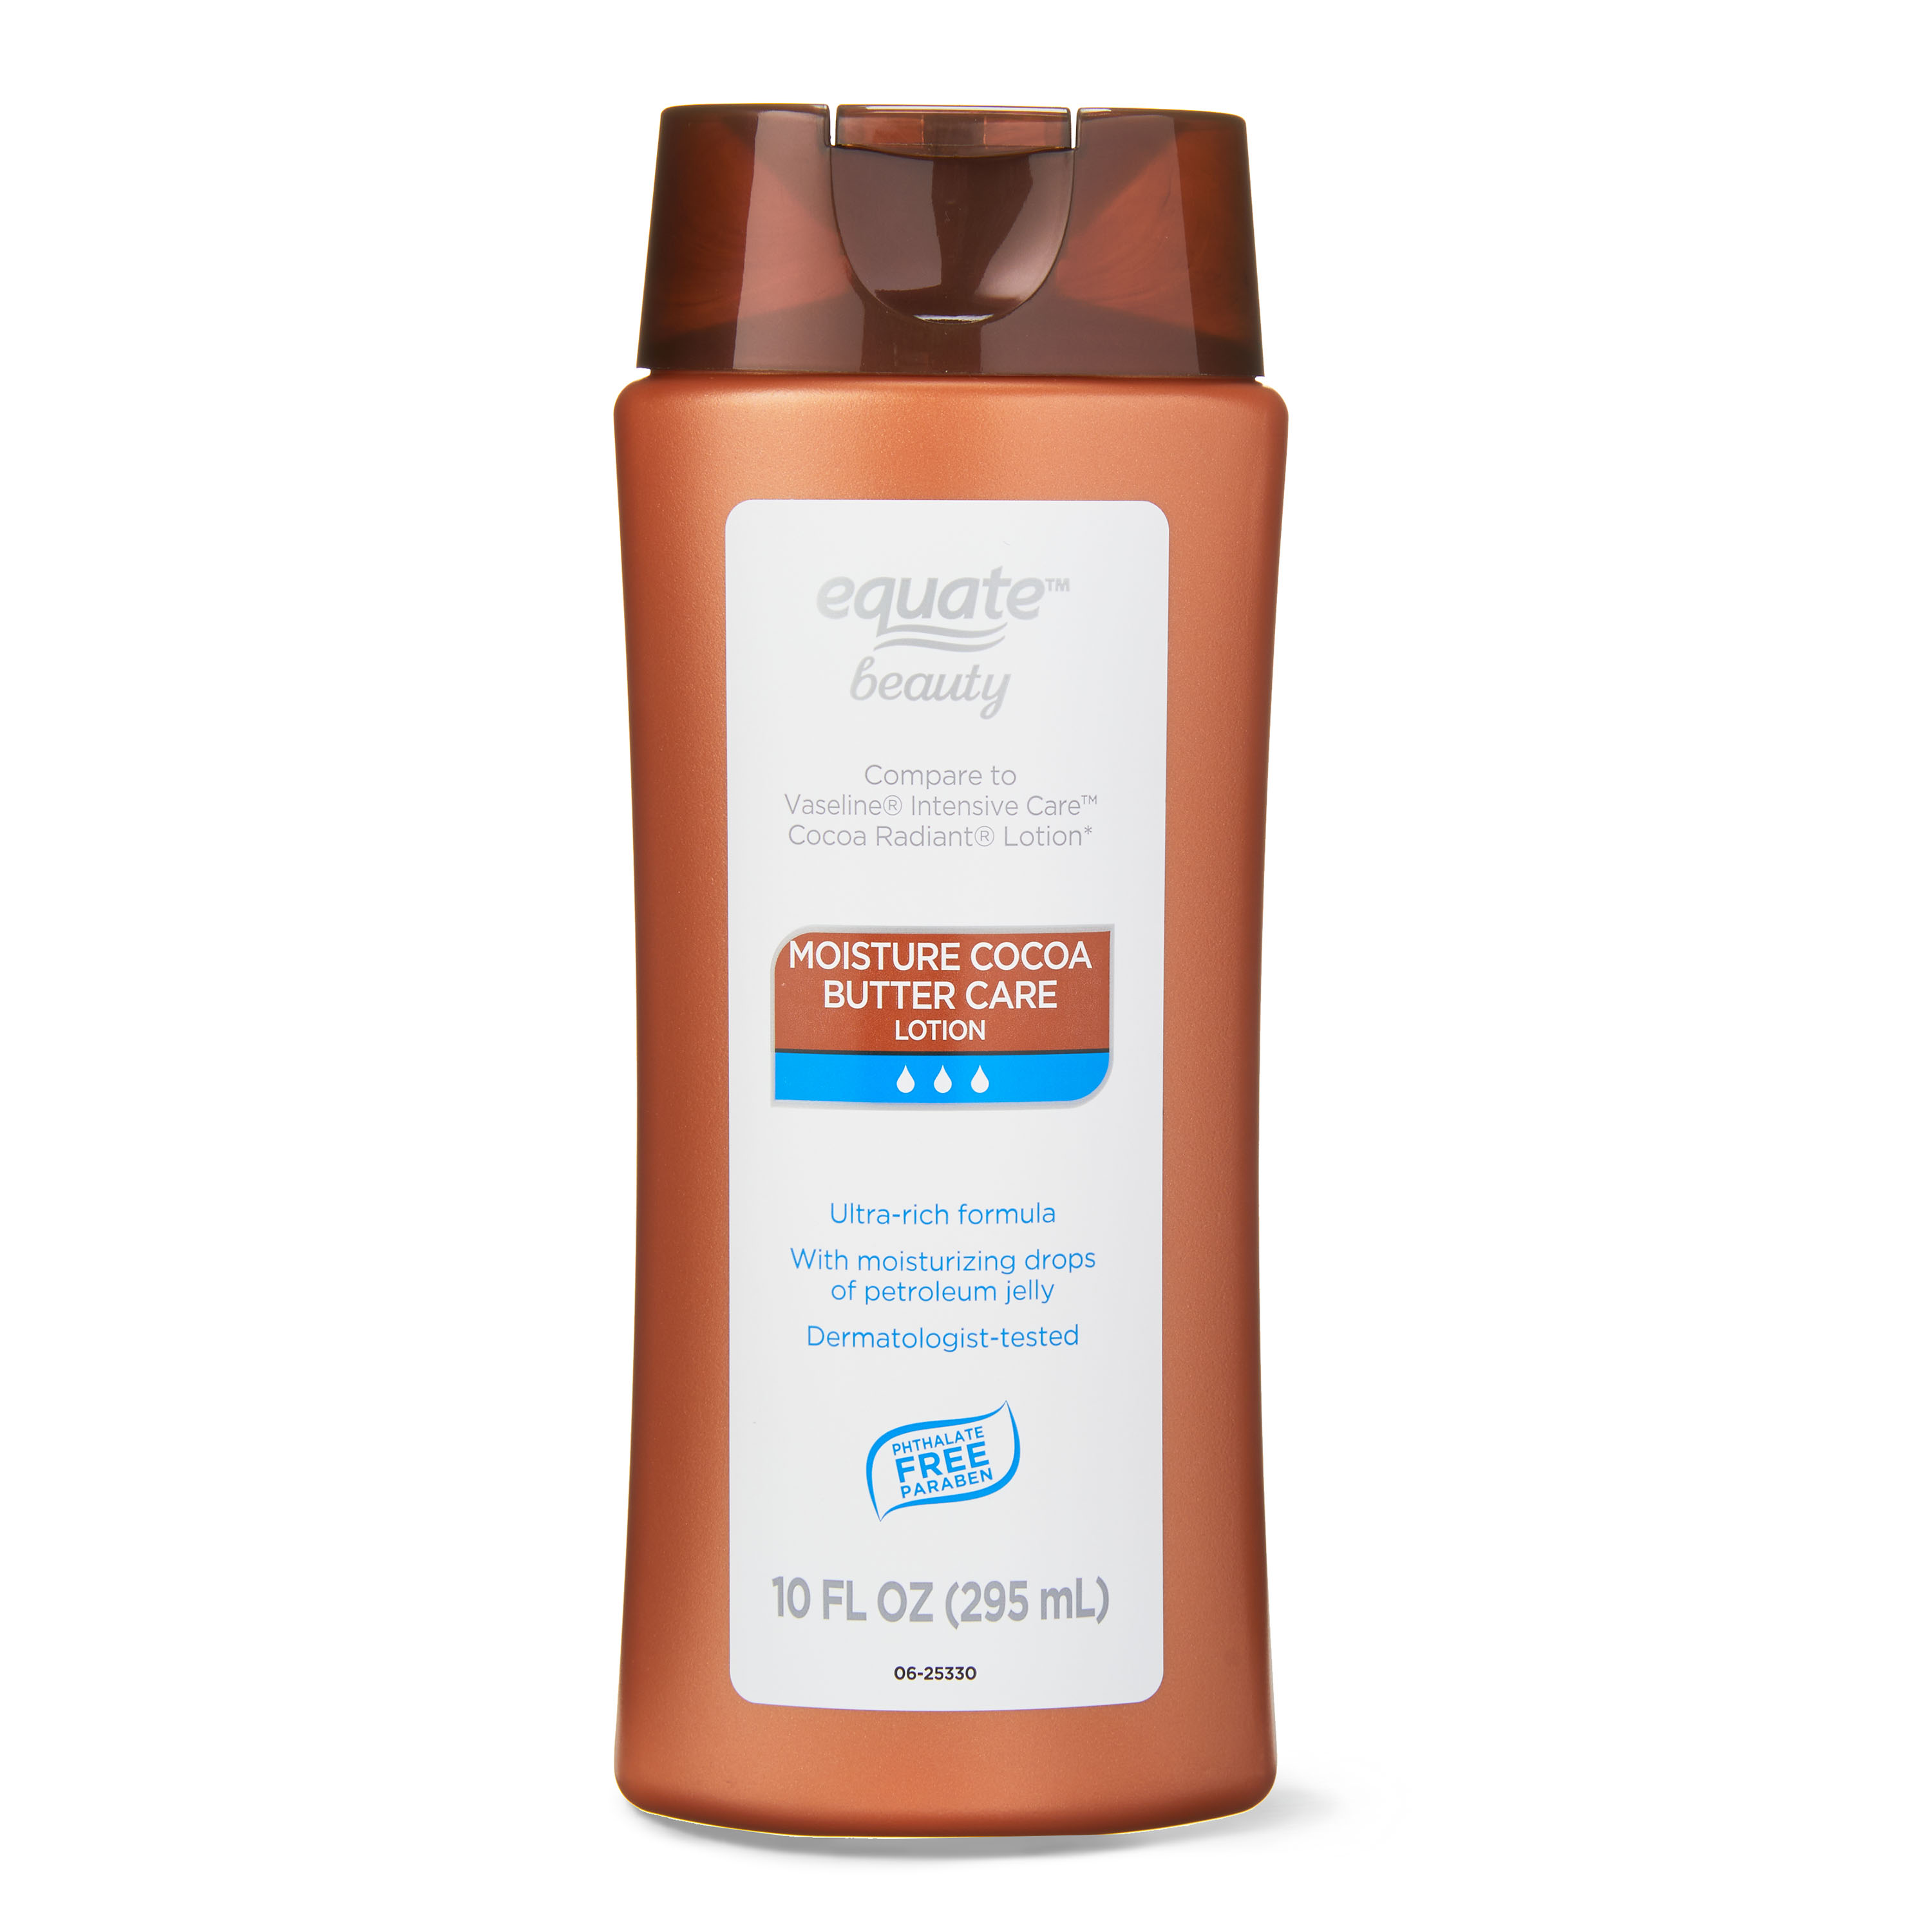 equate™
beauty
Compare to
Vaseline® Intensive Care™
Cocoa Radiant® Lotion*
MOISTURE COCOA
BUTTER CARE
LOTION
Ultra-rich formula
With moisturizing drops
of petroleum jelly
Dermatologist-tested
PHTHALATE
FREE
PARABEN
10 FL OZ (295 mL)
06-25330